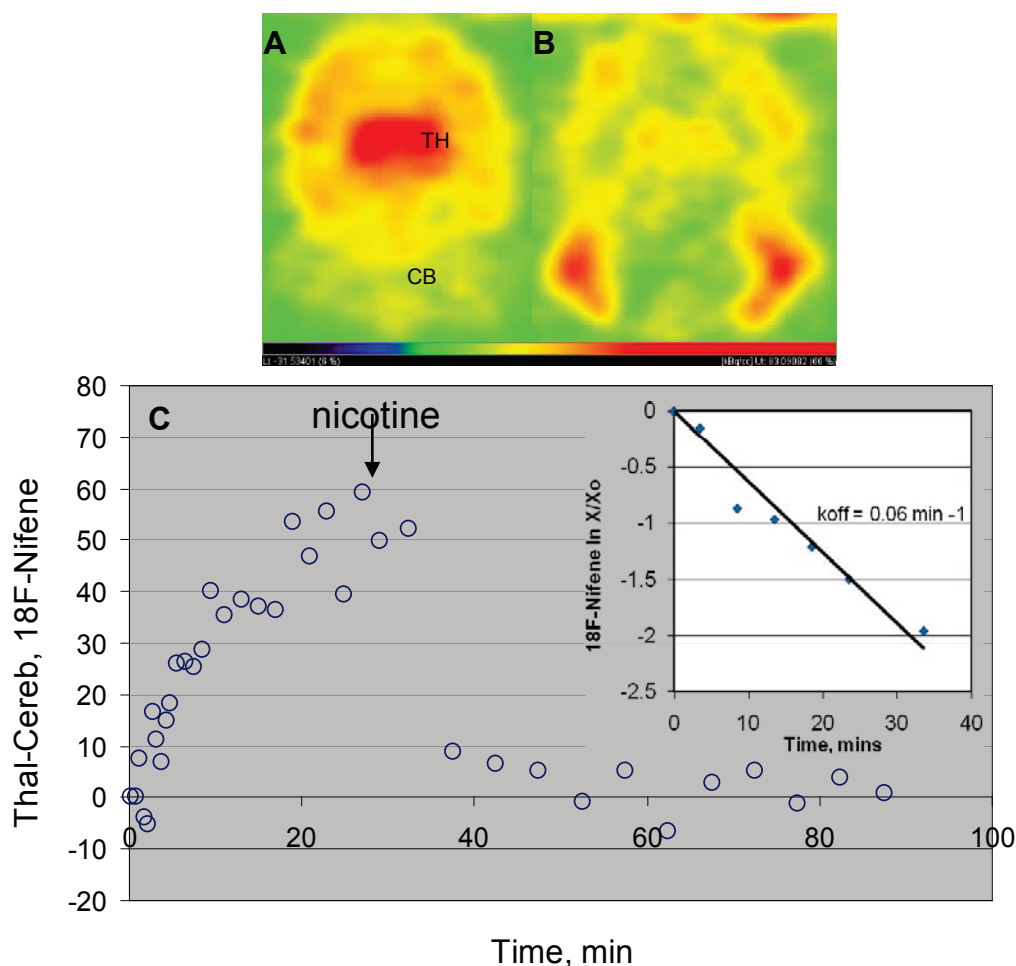 A
B
TH
CB
Lt -31.53401 (6 %)
[kBq/cc] Ut: 83.09082 (66 %)
C
nicotine
Thal-Cereb, 18F-Nifene
80
70
60
50
40
30
20
10
0
-10
-20
0
20
40
60
80
100
Time, min
18F-Nifene ln X/Xo
0
-0.5
-1
-1.5
-2
-2.5
koff = 0.06 min -1
0
10
20
30
40
Time, mins